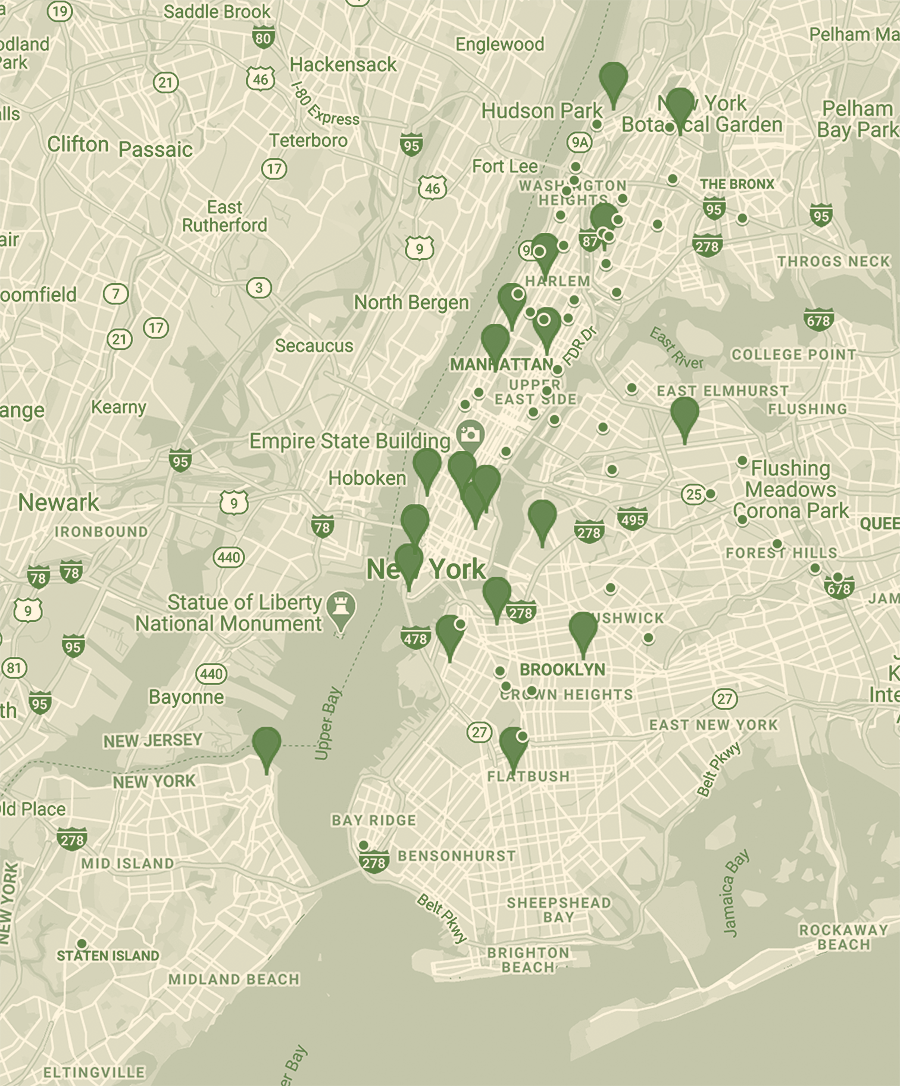 19
Saddle Brook
80
Englewood
Pelham Ma
Park
Hackensack
46
21
I-80 Express
Hudson Park
New York
Botanical Garden
Pelham
Bay Park
Clifton
Passaic
Teterboro
95
9A
17
Fort Lee
46
WASHINGTON
HEIGHTS
THE BRONX
95
95
East
Rutherford
9
87
278
HARLEM
THROGS NECK
oomfield
7
3
North Bergen
17
21
678
Secaucus
FDR Dr
East River
MANHATTAN
COLLEGE POINT
UPPER
EAST SIDE
EAST ELMHURST
ange
Kearny
FLUSHING
Empire State Building
95
Hoboken
Flushing
Meadows
Corona Park
Newark
9
25
IRONBOUND
78
278
495
QUEE
440
FOREST HILLS
New York
78
78
678
9
Statue of Liberty
National Monument
278
JAM
478
95
81
440
BROOKLYN
Bayonne
CROWN HEIGHTS
95
27
Inte
th
Upper Bay
27
EAST NEW YORK
NEW JERSEY
NEW YORK
FLATBUSH
Belt Pkwy
Old Place
BAY RIDGE
278
MID ISLAND
278
BENSONHURST
NEW YORK
Jamaica Bay
Belt Pkwy
SHEEPSHEAD
BAY
ROCKAWAY
BEACH
STATEN ISLAND
BRIGHTON
BEACH
MIDLAND BEACH
ELTINGVILLE